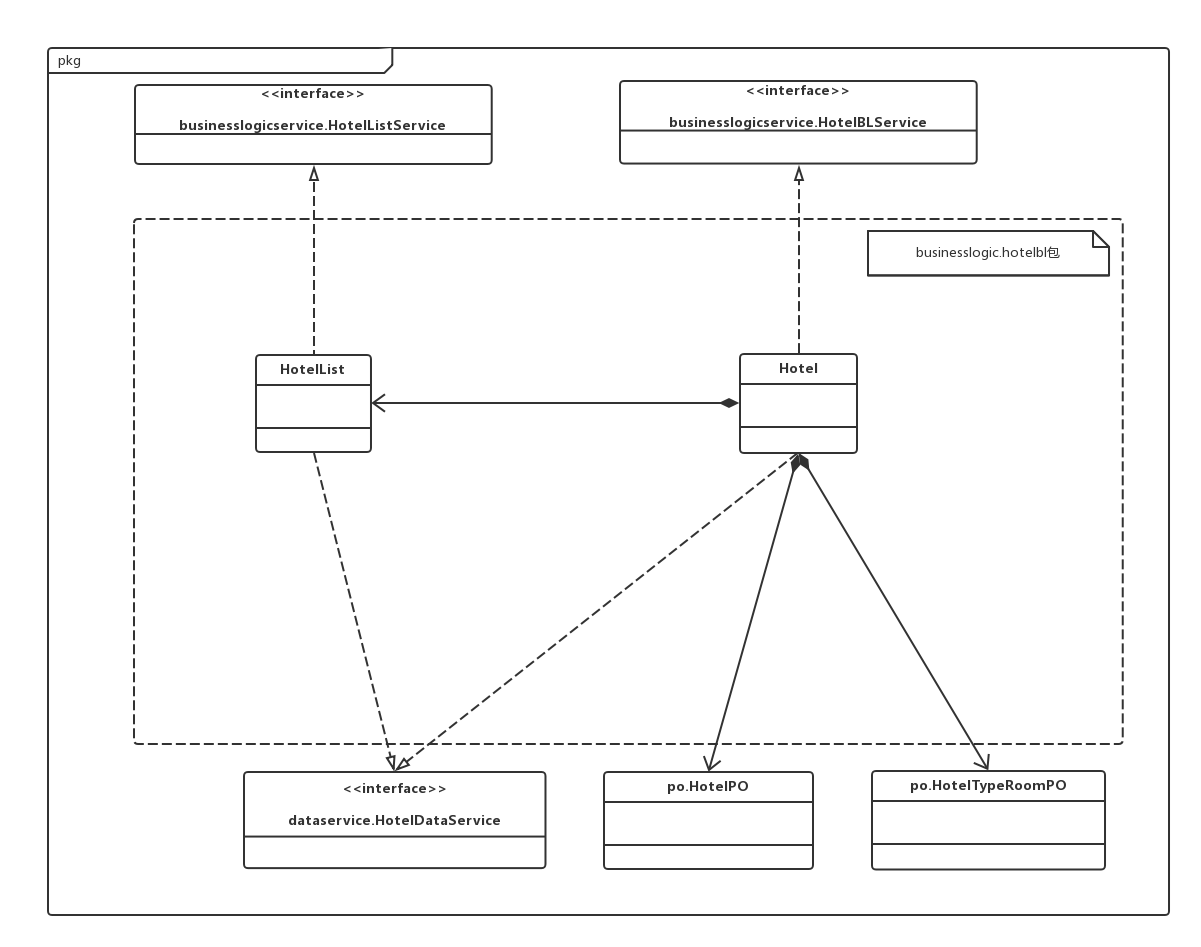 pkg
<<interface>>
businesslogicservice.HotelListService
<<interface>>
businesslogicservice.HotelBLService
businesslogic.hotelbl包
HotelList
Hotel
<<interface>>
dataservice.HotelDataService
po.HotelPO
po.HotelTypeRoomPO